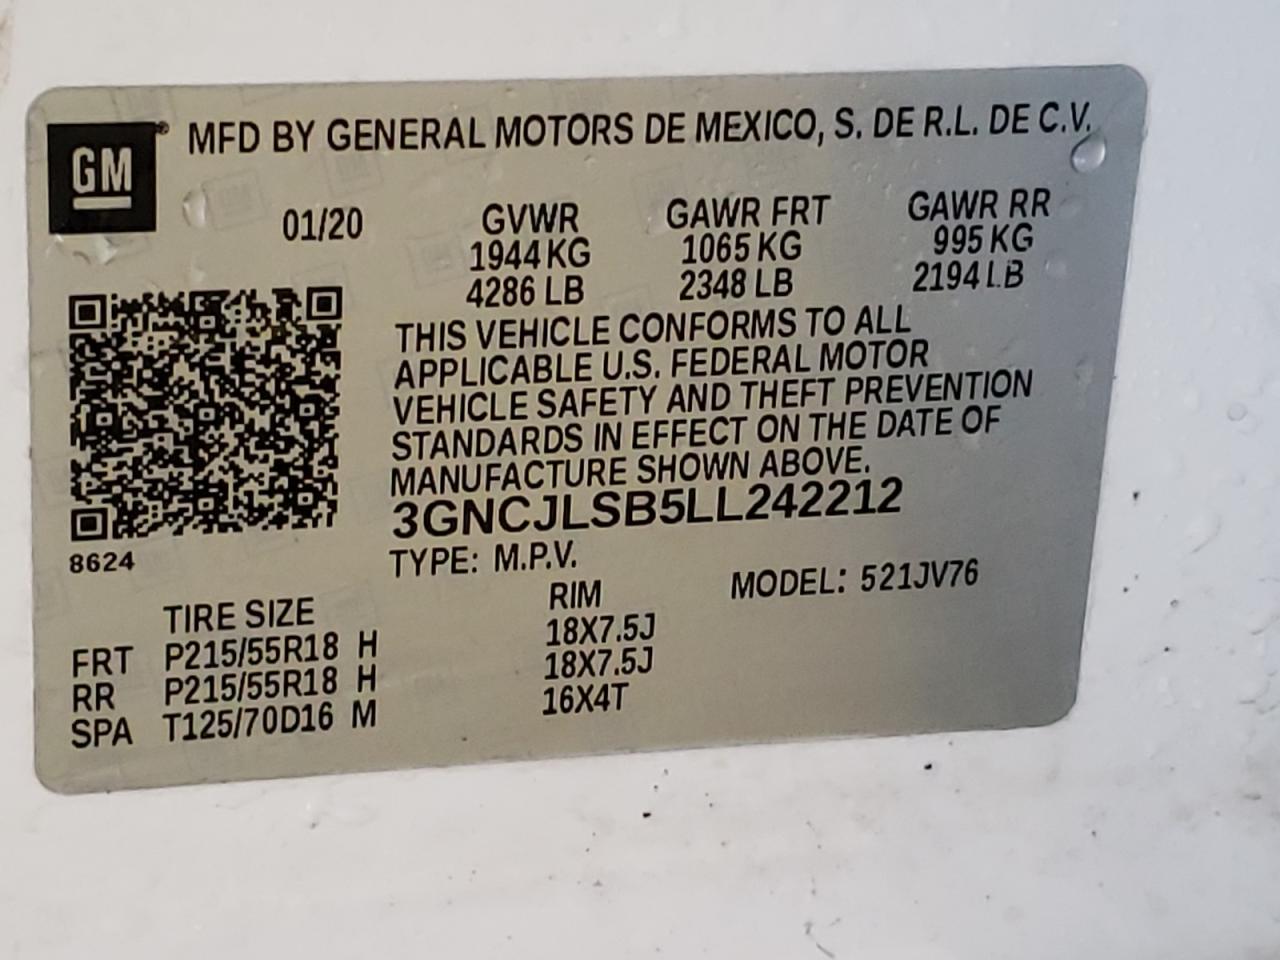 GM® MFD BY GENERAL MOTORS DE MEXICO, S. DE R.L. DE C.V.
01/20 GVWR GAWR FRT GAWR RR
1944 KG 1065 KG 995 KG
4286 LB 2348 LB 2194 LB
THIS VEHICLE CONFORMS TO ALL
APPLICABLE U.S. FEDERAL MOTOR
VEHICLE SAFETY AND THEFT PREVENTION
STANDARDS IN EFFECT ON THE DATE OF
MANUFACTURE SHOWN ABOVE.
3GNCJLSB5LL242212
8624
TYPE: M.P.V. MODEL: 521JV76
TIRE SIZE RIM
FRT P215/55R18 H 18X7.5J
RR P215/55R18 H 18X7.5J
SPA T125/70D16 M 16X4T